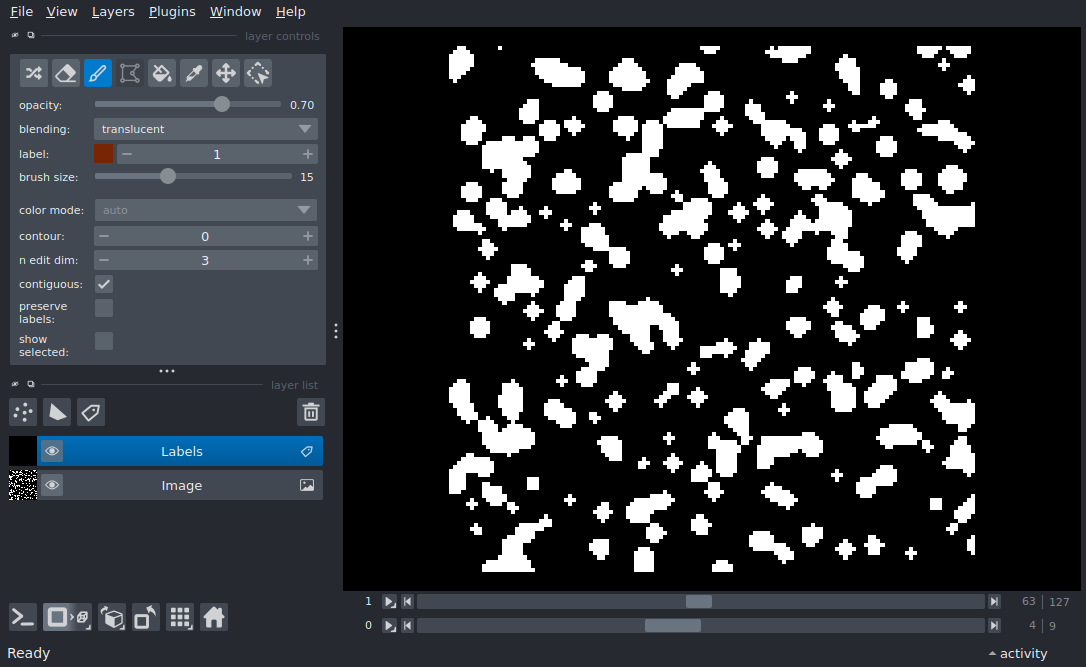 File View Layers Plugins Window Help
layer controls
opacity: 0.70
blending: translucent
label: 1
brush size: 15
color mode: auto
contour: 0
n edit dim: 3
contiguous:
preserve
labels:
show
selected:
layer list
Labels
Image
1 63 127
0 4 9
Ready
activity